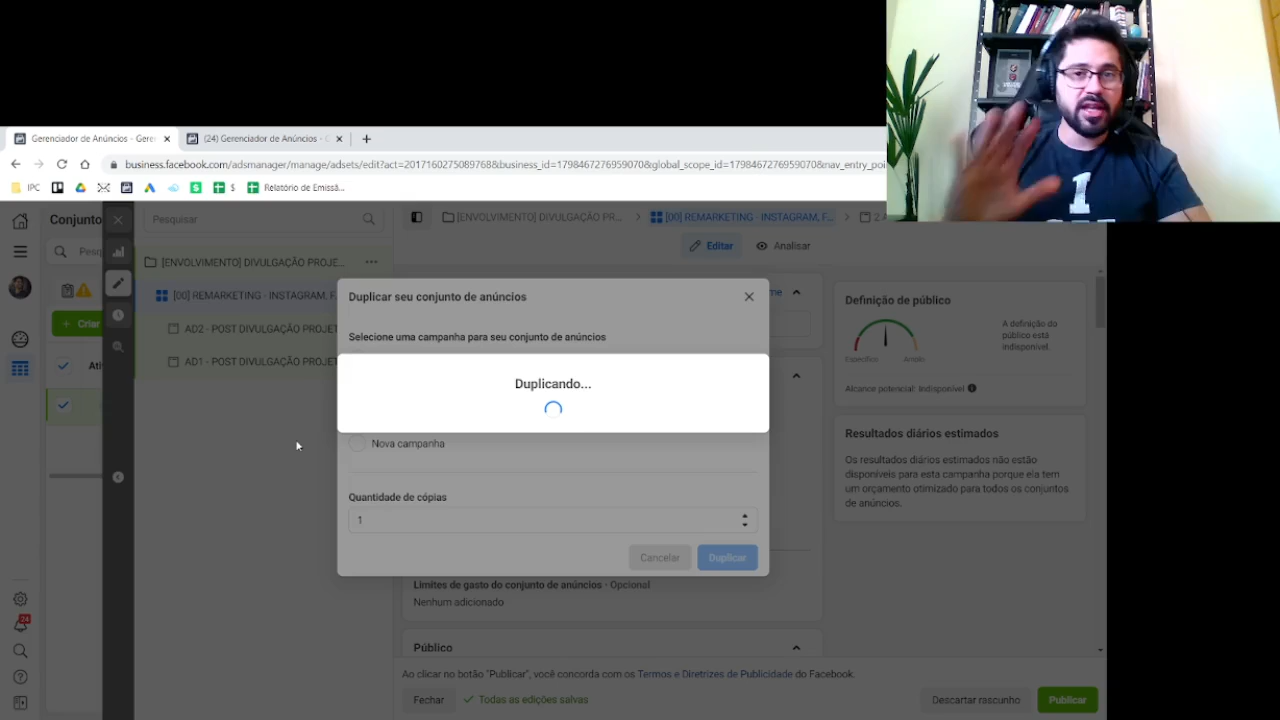 Gerenciador de Anúncios - Gere
(24) Gerenciador de Anúncios - C
business.facebook.com/adsmanager/manage/adsets/edit?act=2017160275089768&business_id=1798467276959070&global_scope_id=1798467276959070&nav_entry_poi
IPC
$
Relatório de Emissã...
Conjunto
Pesquisar
[ENVOLVIMENTO] DIVULGAÇÃO PR...
[00] REMARKETING - INSTAGRAM, F...
2 A
Pesq
Editar
Analisar
[ENVOLVIMENTO] DIVULGAÇÃO PROJE...
[00] REMARKETING - INSTAGRAM, F
AD2 - POST DIVULGAÇÃO PROJET
AD1 - POST DIVULGAÇÃO PROJET
+ Criar
Ati
24
Duplicar seu conjunto de anúncios
Selecione uma campanha para seu conjunto de anúncios
Duplicando...
Nova campanha
Quantidade de cópias
1
Cancelar
Duplicar
me
Limites de gasto do conjunto de anúncios · Opcional
Nenhum adicionado
Público
Definição de público
A definição do
público está
indisponível.
Específico
Amplo
Alcance potencial: Indisponível
Resultados diários estimados
Os resultados diários estimados não estão
disponíveis para esta campanha porque ela tem
um orçamento otimizado para todos os conjuntos
de anúncios.
Ao clicar no botão "Publicar", você concorda com os Termos e Diretrizes de Publicidade do Facebook.
Fechar
Todas as edições salvas
Descartar rascunho
Publicar
1